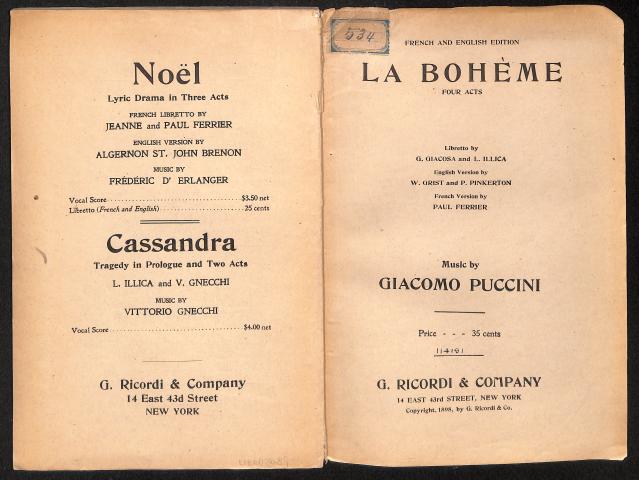 Noël
Lyric Drama in Three Acts
FRENCH LIBRETTO BY
JEANNE and PAUL FERRIER
ENGLISH VERSION BY
ALGERNON ST. JOHN BRENON
MUSIC BY
FRÉDÉRIC D' ERLANGER
Vocal Score $3.50 net
Libretto (French and English) 25 cents
Cassandra
Tragedy in Prologue and Two Acts
L. ILLICA and V. GNECCHI
MUSIC BY
VITTORIO GNECCHI
Vocal Score $4.00 net
G. Ricordi & Company
14 East 43d Street
NEW YORK
534
FRENCH AND ENGLISH EDITION
LA BOHÈME
FOUR ACTS
Libretto by
G. GIACOSA and L. ILLICA
English Version by
W. GRIST and P. PINKERTON
French Version by
PAUL FERRIER
Music by
GIACOMO PUCCINI
Price - - - 35 cents
G. RICORDI & COMPANY
14 EAST 43rd STREET, NEW YORK
Copyright, 1898, by G. Ricordi & Co.